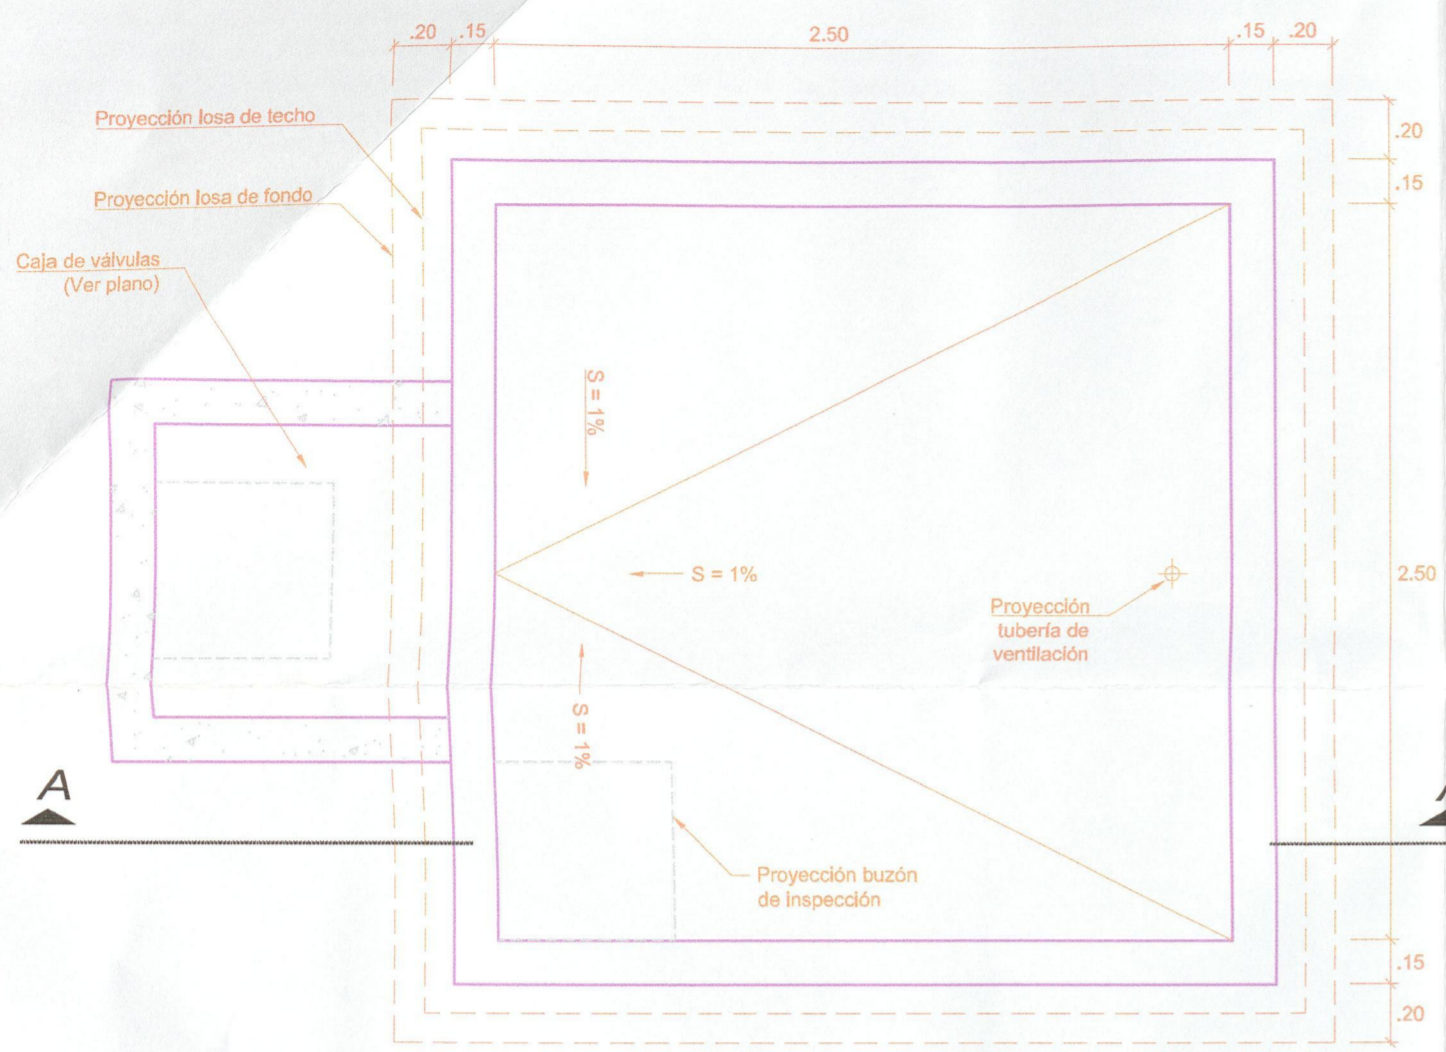 .20 .15 2.50 .15 .20
Proyección losa de techo
.20
.15
Proyección losa de fondo
Caja de válvulas
(Ver plano)
S = 1%
S = 1%
2.50
Proyección
tubería de
ventilación
S = 1%
A
Proyección buzón
de inspección
.15
.20